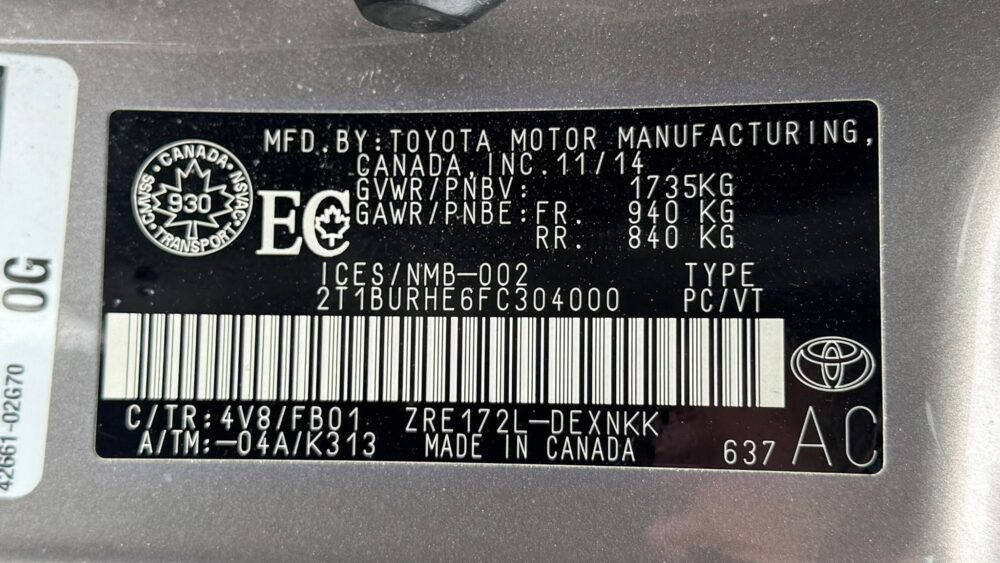 MFD.BY:TOYOTA MOTOR MANUFACTURING,
CANADA,INC.11/14
GVWR/PNBV: 1735KG
GAWR/PNBE:FR. 940 KG
RR. 840 KG
CANADA
CMVSS
NSVAC
930
TRANSPORT
EC
ICES/NMB-002 TYPE
2T1BURHE6FC304000 PC/VT
C/TR:4V8/FB01 ZRE172L-DEXNKK
A/TM:-04A/K313 MADE IN CANADA 637 AC
0G
42661-02G70